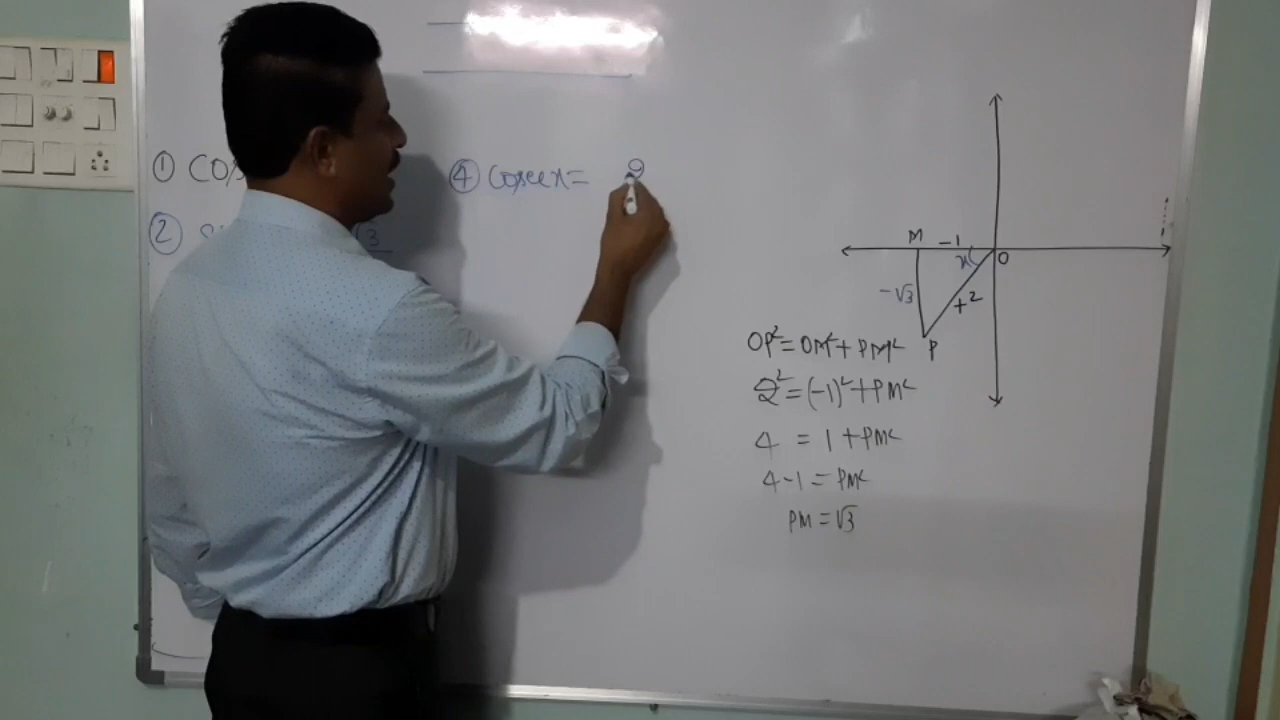 ① COS
②
√3
④ Cosec x = 2
M -1 O
x
-√3 +2
P
OP² = OM² + PM²
2² = (-1)² + PM²
4 = 1 + PM²
4 - 1 = PM²
PM = √3